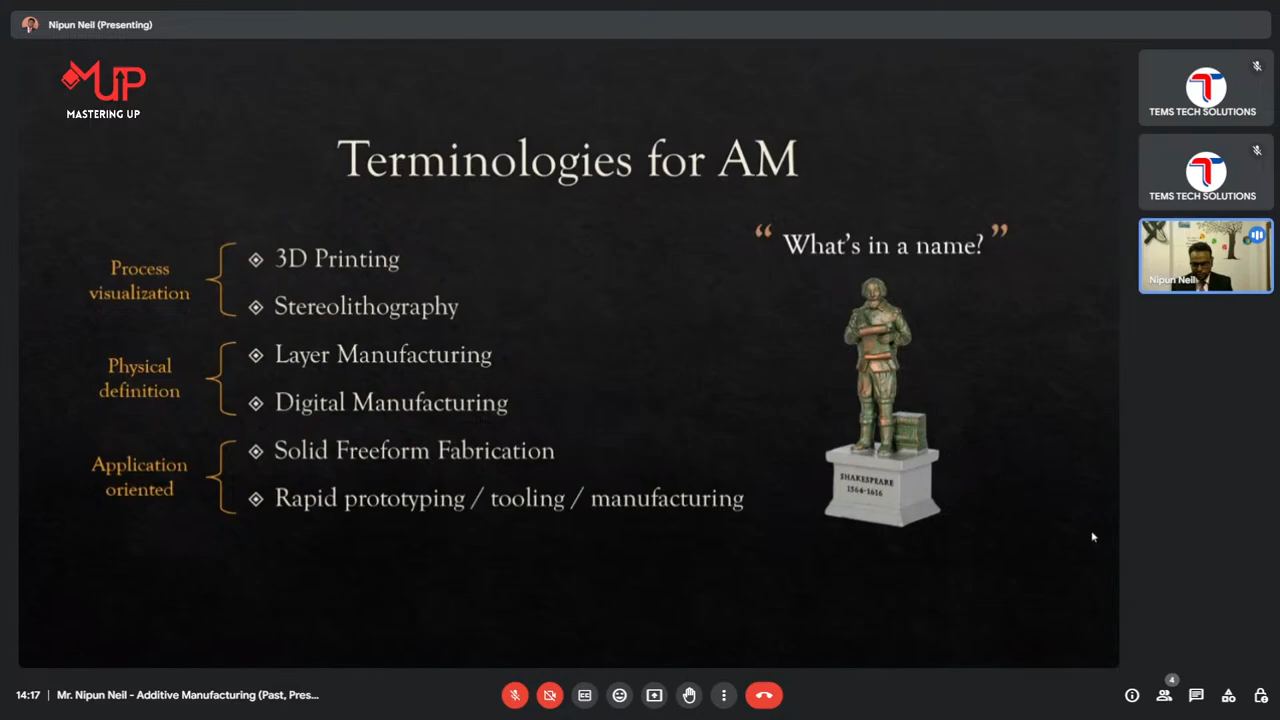 Nipun Neil (Presenting)
MUP
MASTERING UP
Terminologies for AM
Process
visualization
3D Printing
Stereolithography
Physical
definition
Layer Manufacturing
Digital Manufacturing
Application
oriented
Solid Freeform Fabrication
Rapid prototyping / tooling / manufacturing
“ What’s in a name? ”
SHAKESPEARE
1564-1616
TEMS TECH SOLUTIONS
TEMS TECH SOLUTIONS
Nipun Neil
14:17 | Mr. Nipun Neil - Additive Manufacturing (Past, Pres...
4